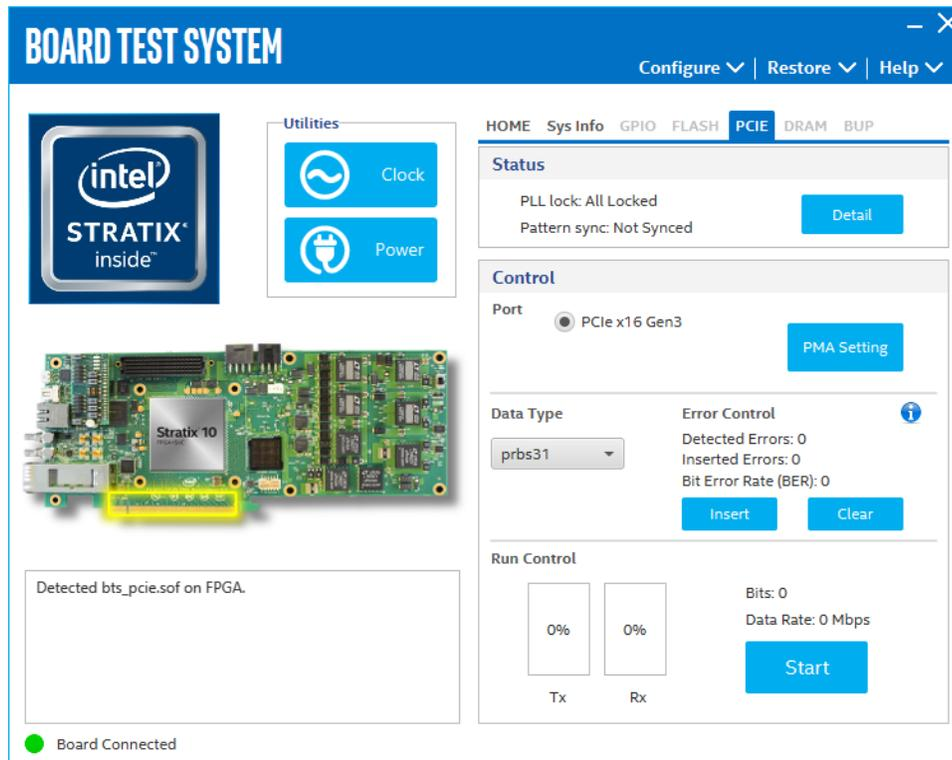 BOARD TEST SYSTEM
Configure | Restore | Help
intel
STRATIX®
inside™
Utilities
Clock
Power
HOME Sys Info GPIO FLASH PCIE DRAM BUP
Status
PLL lock: All Locked
Pattern sync: Not Synced
Detail
Control
Port
PCIe x16 Gen3
PMA Setting
Data Type
prbs31
Error Control
Detected Errors: 0
Inserted Errors: 0
Bit Error Rate (BER): 0
Insert Clear
Run Control
0% 0%
Tx Rx
Bits: 0
Data Rate: 0 Mbps
Start
Stratix 10
Detected bts_pcie.sof on FPGA.
Board Connected